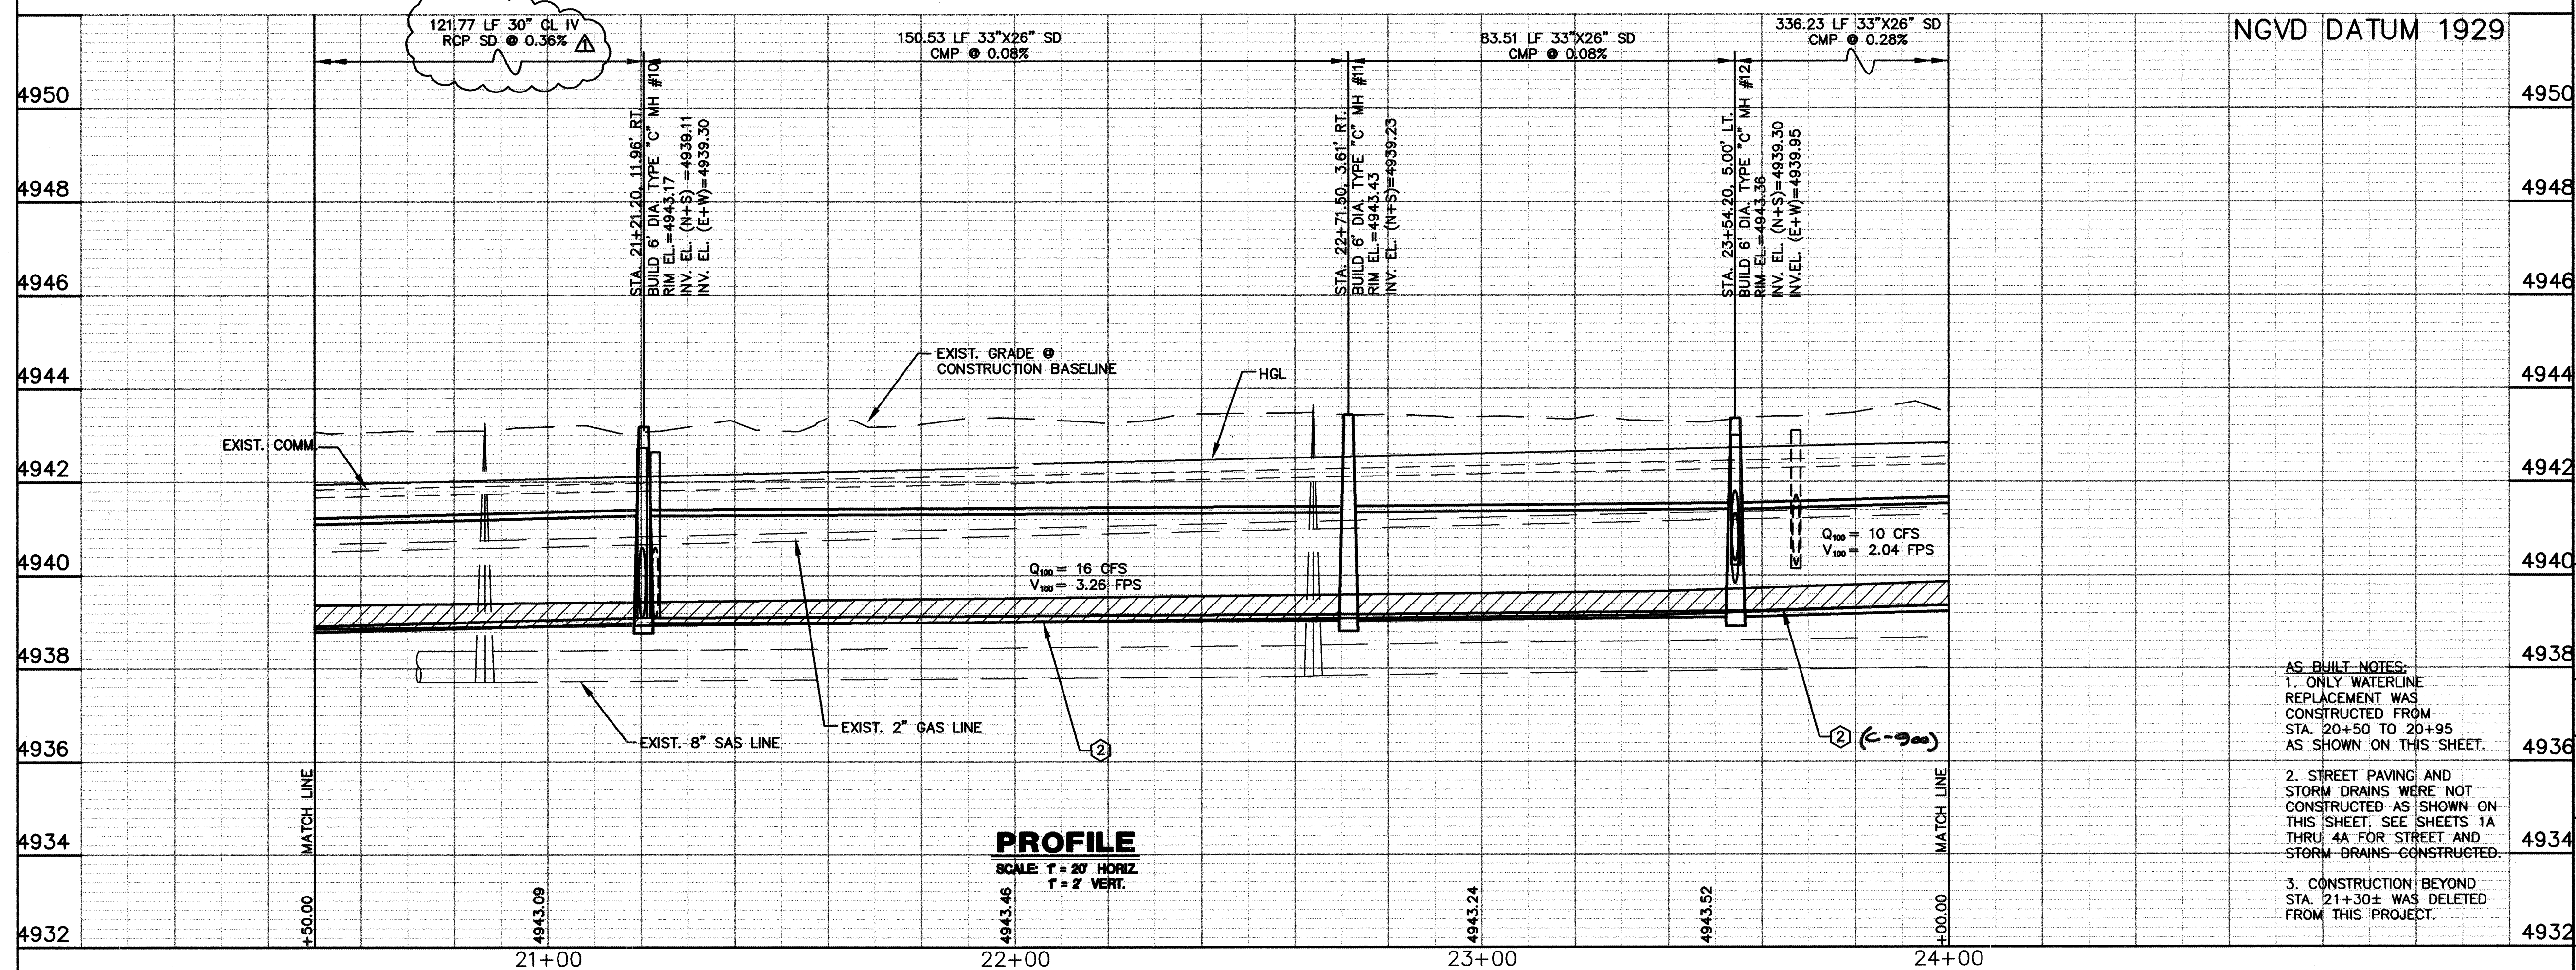 121.77 LF 30" CL IV
RCP SD @ 0.36% 1
150.53 LF 33"X26" SD
CMP @ 0.08%
83.51 LF 33"X26" SD
CMP @ 0.08%
336.23 LF 33"X26" SD
CMP @ 0.28%
NGVD DATUM 1929
4950
4948
4946
4944
4942
4940
4938
4936
4934
4932
STA. 21+21.20, 11.96' RT.
BUILD 6' DIA. TYPE "C" MH #10
RIM EL.=4943.17
INV. EL. (N+S) =4939.11
INV. EL. (E+W)=4939.30
STA. 22+71.50, 3.61' RT.
BUILD 6' DIA. TYPE "C" MH #11
RIM EL.=4943.43
INV. EL. (N+S)=4939.23
STA. 23+54.20, 5.00' LT.
BUILD 6' DIA. TYPE "C" MH #12
RIM EL.=4943.36
INV. EL. (N+S)=4939.30
INV.EL. (E+W)=4939.95
EXIST. GRADE @
CONSTRUCTION BASELINE
HGL
EXIST. COMM.
Q100 = 16 CFS
V100 = 3.26 FPS
Q100 = 10 CFS
V100 = 2.04 FPS
EXIST. 8" SAS LINE
EXIST. 2" GAS LINE
2
2 (C-900)
+50.00 MATCH LINE
4943.09
4943.46
4943.24
4943.52
+00.00 MATCH LINE
PROFILE
SCALE: 1" = 20' HORIZ.
1" = 2' VERT.
21+00
22+00
23+00
24+00
4950
4948
4946
4944
4942
4940
4938
4936
4934
4932
AS BUILT NOTES:
1. ONLY WATERLINE
REPLACEMENT WAS
CONSTRUCTED FROM
STA. 20+50 TO 20+95
AS SHOWN ON THIS SHEET.
2. STREET PAVING AND
STORM DRAINS WERE NOT
CONSTRUCTED AS SHOWN ON
THIS SHEET. SEE SHEETS 1A
THRU 4A FOR STREET AND
STORM DRAINS CONSTRUCTED.
3. CONSTRUCTION BEYOND
STA. 21+30± WAS DELETED
FROM THIS PROJECT.